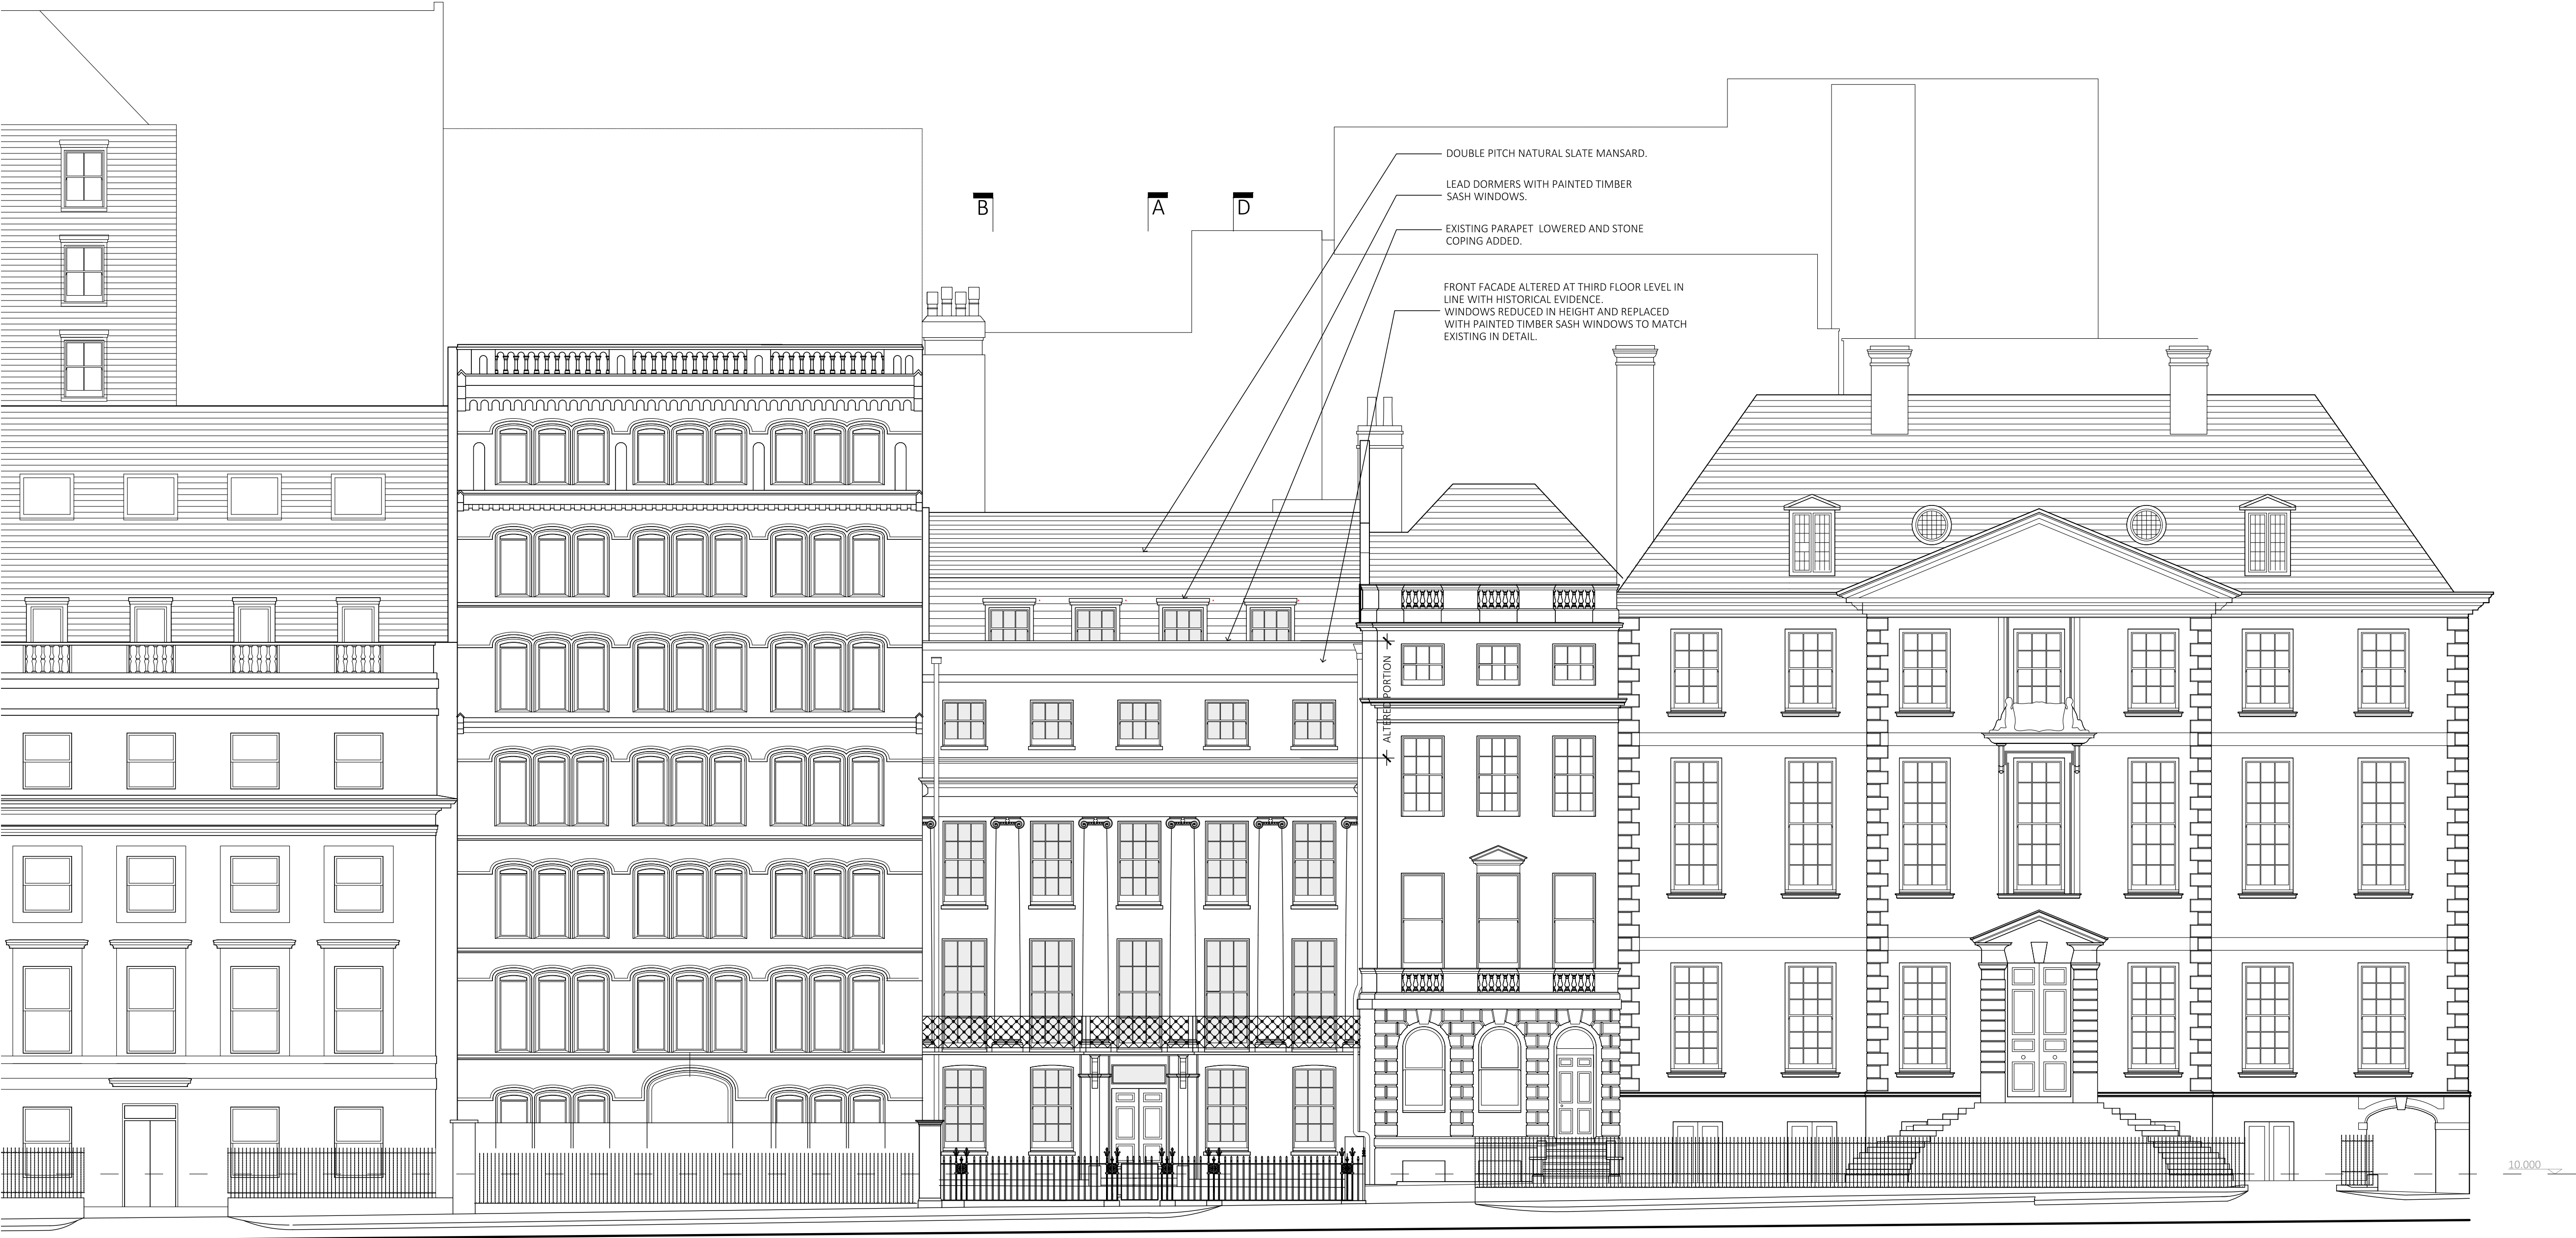 DOUBLE PITCH NATURAL SLATE MANSARD.
LEAD DORMERS WITH PAINTED TIMBER
SASH WINDOWS.
B
A
D
EXISTING PARAPET LOWERED AND STONE
COPING ADDED.
FRONT FACADE ALTERED AT THIRD FLOOR LEVEL IN
LINE WITH HISTORICAL EVIDENCE.
WINDOWS REDUCED IN HEIGHT AND REPLACED
WITH PAINTED TIMBER SASH WINDOWS TO MATCH
EXISTING IN DETAIL.
ALTERED PORTION
10.000